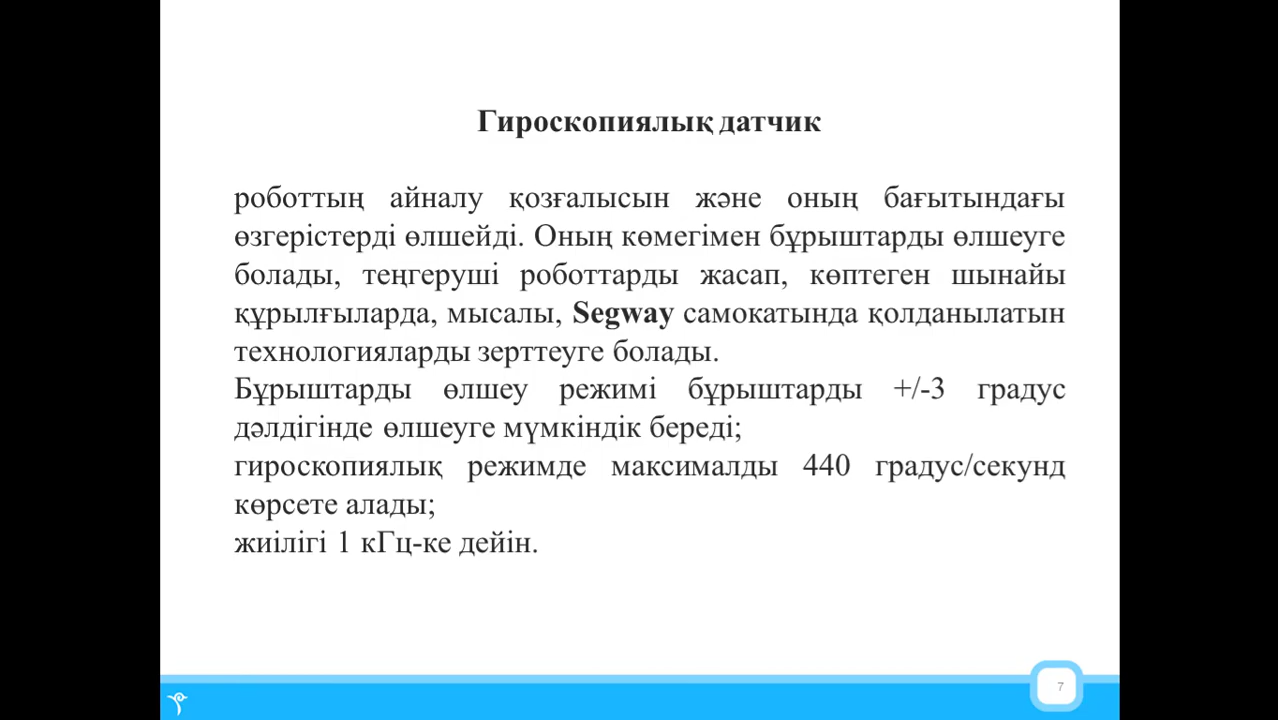 Гироскопиялық датчик
роботтың айналу қозғалысын және оның бағытындағы
өзгерістерді өлшейді. Оның көмегімен бұрыштарды өлшеуге
болады, теңгеруші роботтарды жасап, көптеген шынайы
құрылғыларда, мысалы, Segway самокатында қолданылатын
технологияларды зерттеуге болады.
Бұрыштарды өлшеу режимі бұрыштарды +/-3 градус
дәлдігінде өлшеуге мүмкіндік береді;
гироскопиялық режимде максималды 440 градус/секунд
көрсете алады;
жиілігі 1 кГц-ке дейін.
7